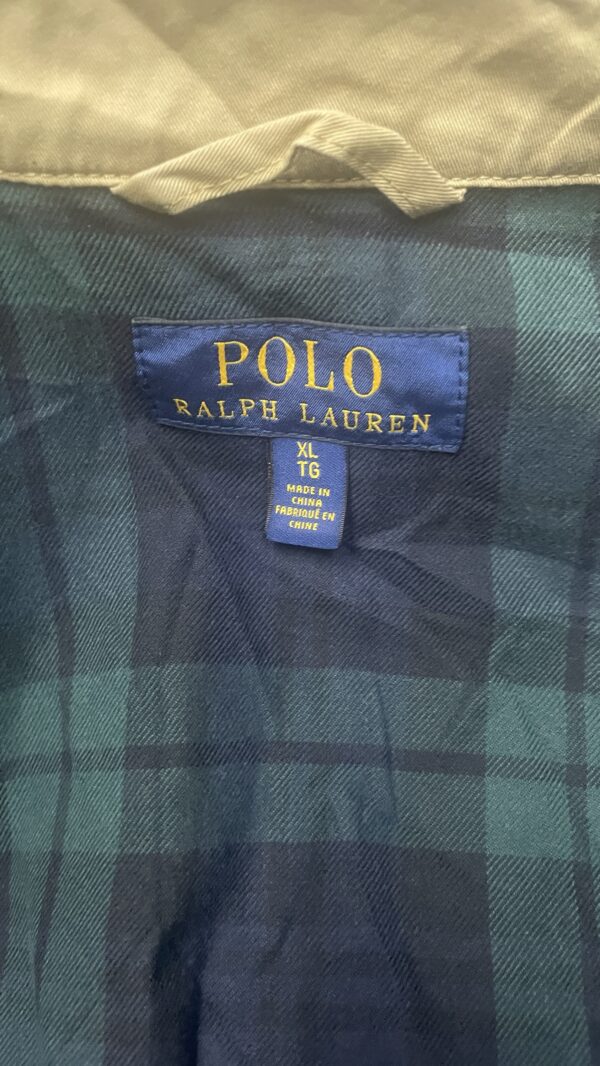 POLO
RALPH LAUREN
XL
TG
MADE IN
CHINA
FABRIQUÉ EN
CHINE